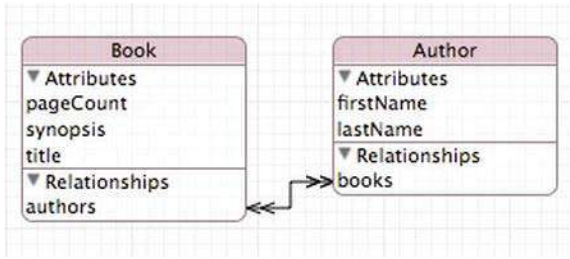 Book
▼ Attributes
pageCount
synopsis
title
▼ Relationships
authors
Author
▼ Attributes
firstName
lastName
▼ Relationships
books